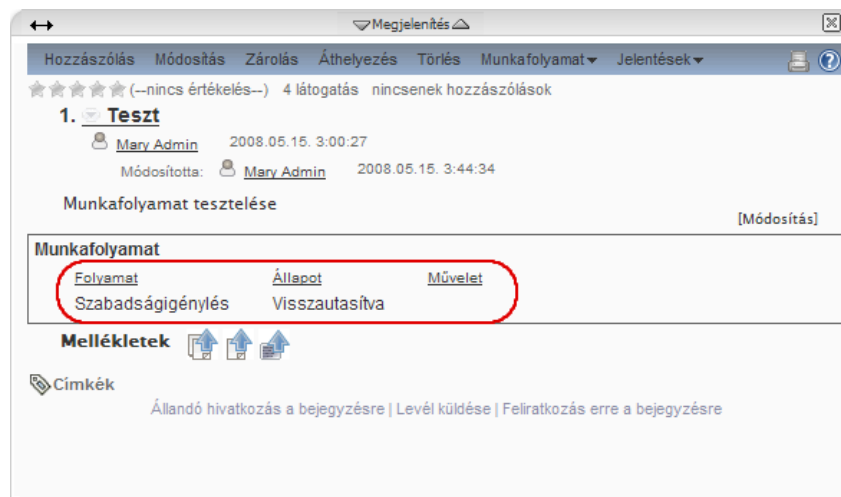 Megjelenítés
Hozzászólás Módosítás Zárolás Áthelyezés Törlés Munkafolyamat Jelentések
(--nincs értékelés--) 4 látogatás nincsenek hozzászólások
1. Teszt
Mary Admin 2008.05.15. 3:00:27
Módosította: Mary Admin 2008.05.15. 3:44:34
Munkafolyamat tesztelése
[Módosítás]
Munkafolyamat
Folyamat Állapot Művelet
Szabadságigénylés Visszautasítva
Mellékletek
Címkék
Állandó hivatkozás a bejegyzésre | Levél küldése | Feliratkozás erre a bejegyzésre